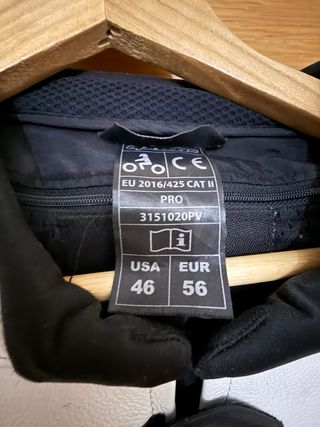 CE
EU 2016/425 CAT II
PRO
3151020PV
i
USA EUR
46 56